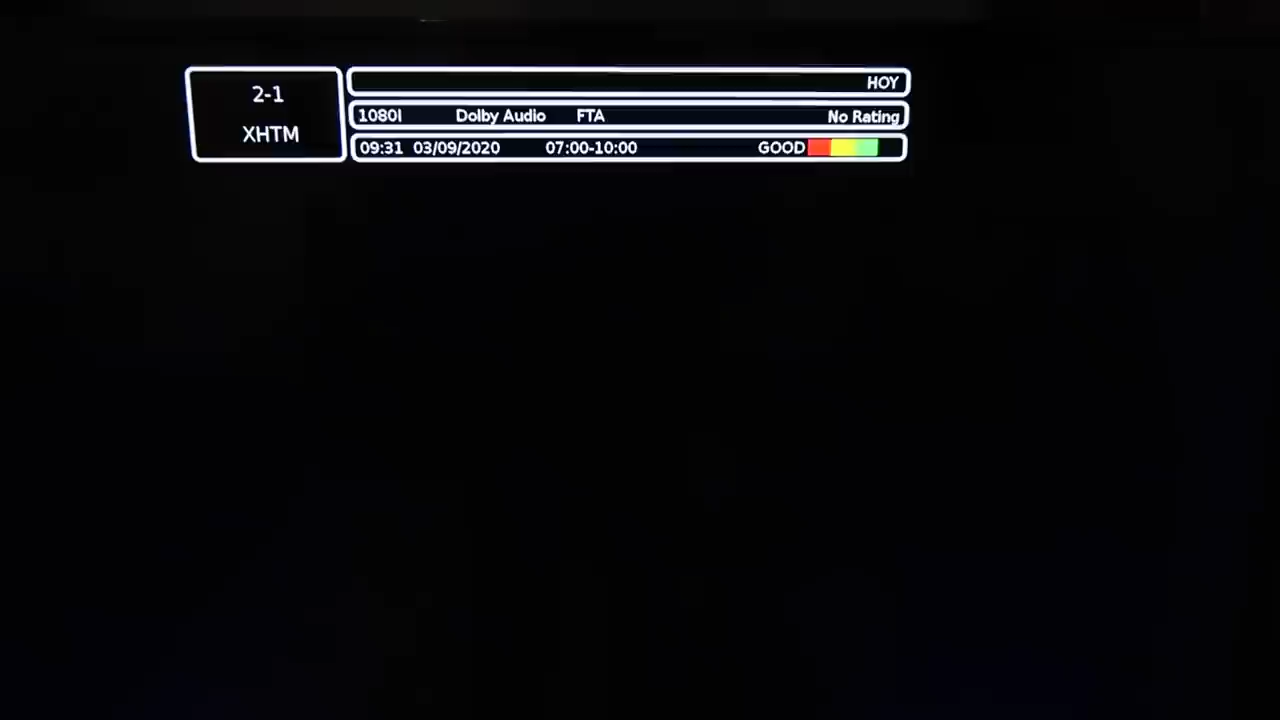 2-1
XHTM
HOY
1080I Dolby Audio FTA No Rating
09:31 03/09/2020 07:00-10:00 GOOD